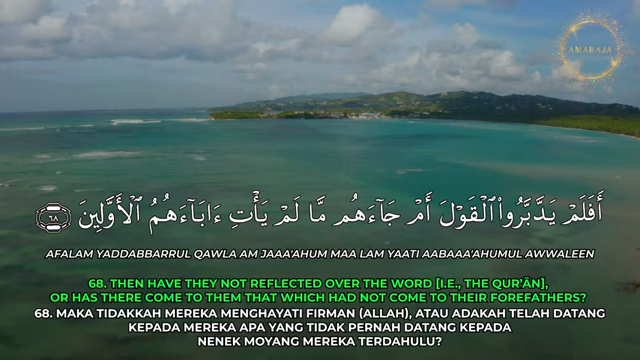 AMARAJA
أَفَلَمْ يَدَّبَّرُوا۟ ٱلْقَوْلَ أَمْ جَآءَهُم مَّا لَمْ يَأْتِ ءَابَآءَهُمُ ٱلْأَوَّلِينَ ٦٨
AFALAM YADDABBARRUL QAWLA AM JAAA'AHUM MAA LAM YAATI AABAAA'AHUMUL AWWALEEN
68. THEN HAVE THEY NOT REFLECTED OVER THE WORD [I.E., THE QUR'ĀN],
OR HAS THERE COME TO THEM THAT WHICH HAD NOT COME TO THEIR FOREFATHERS?
68. MAKA TIDAKKAH MEREKA MENGHAYATI FIRMAN (ALLAH), ATAU ADAKAH TELAH DATANG
KEPADA MEREKA APA YANG TIDAK PERNAH DATANG KEPADA
NENEK MOYANG MEREKA TERDAHULU?